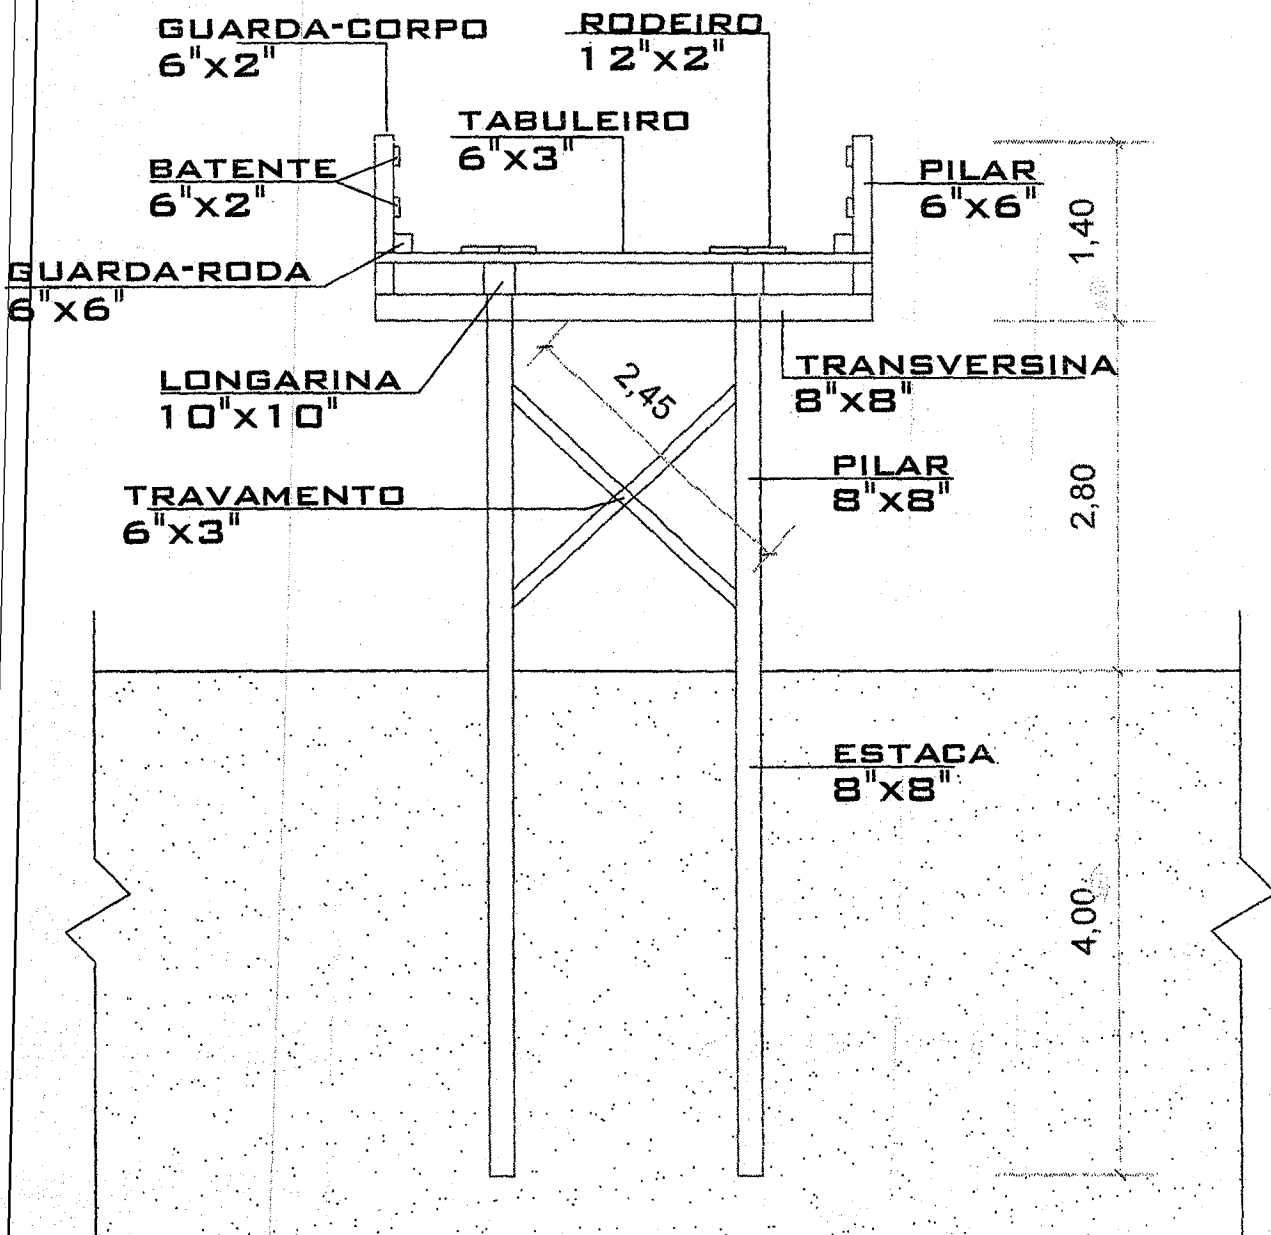 GUARDA-CORPO
6"x2"
RODEIRO
12"x2"
TABULEIRO
6"x3"
BATENTE
6"x2"
PILAR
6"x6"
1,40
GUARDA-RODA
6"x6"
LONGARINA
10"x10"
2,45
TRANSVERSINA
8"x8"
PILAR
8"x8"
2,80
TRAVAMENTO
6"x3"
ESTACA
8"x8"
4,00